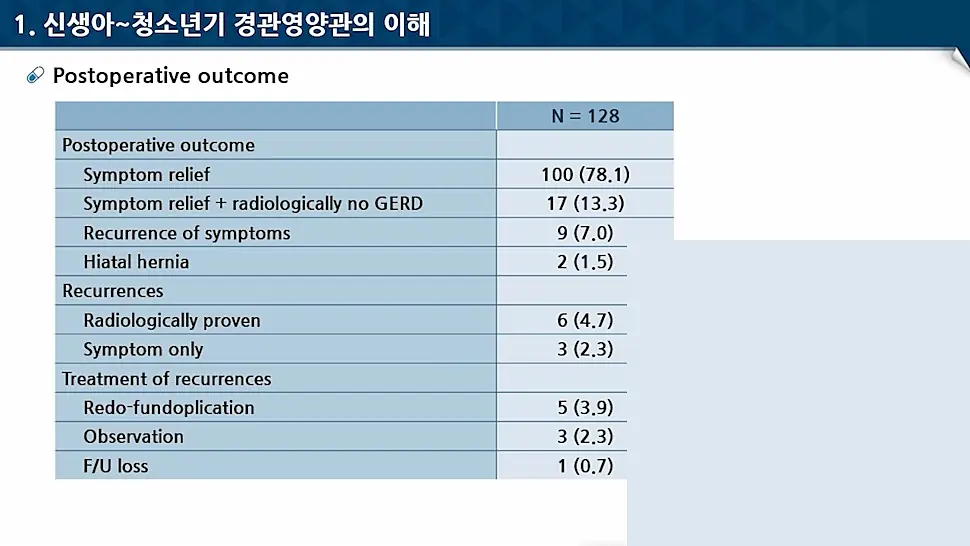 1. 신생아~청소년기 경관영양관의 이해
Postoperative outcome
N = 128
Postoperative outcome
Symptom relief 100 (78.1)
Symptom relief + radiologically no GERD 17 (13.3)
Recurrence of symptoms 9 (7.0)
Hiatal hernia 2 (1.5)
Recurrences
Radiologically proven 6 (4.7)
Symptom only 3 (2.3)
Treatment of recurrences
Redo-fundoplication 5 (3.9)
Observation 3 (2.3)
F/U loss 1 (0.7)